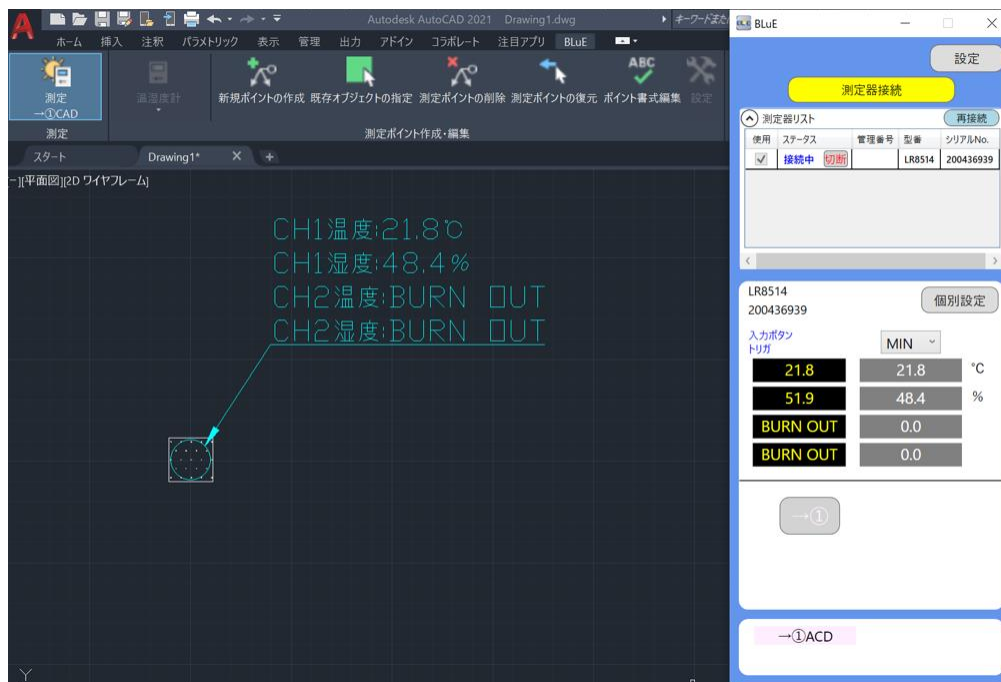 Autodesk AutoCAD 2021 Drawing1.dwg
キーワードまた
ホーム 挿入 注釈 パラメトリック 表示 管理 出力 アドイン コラボレート 注目アプリ BLuE
測定
→①CAD
温湿度計
新規ポイントの作成 既存オブジェクトの指定 測定ポイントの削除 測定ポイントの復元 ポイント書式編集 設定
ABC
測定
測定ポイント作成・編集
スタート Drawing1* × +
-][平面図][2D ワイヤフレーム]
CH1温度:21.8℃
CH1湿度:48.4%
CH2温度:BURN OUT
CH2湿度:BURN OUT
Y
BLuE
設定
測定器接続
測定器リスト 再接続
使用 ステータス 管理番号 型番 シリアルNo.
接続中 切断 LR8514 200436939
LR8514
200436939
個別設定
入力ボタン
トリガ
MIN
21.8 21.8 °C
51.9 48.4 %
BURN OUT 0.0
BURN OUT 0.0
→①
→①ACD